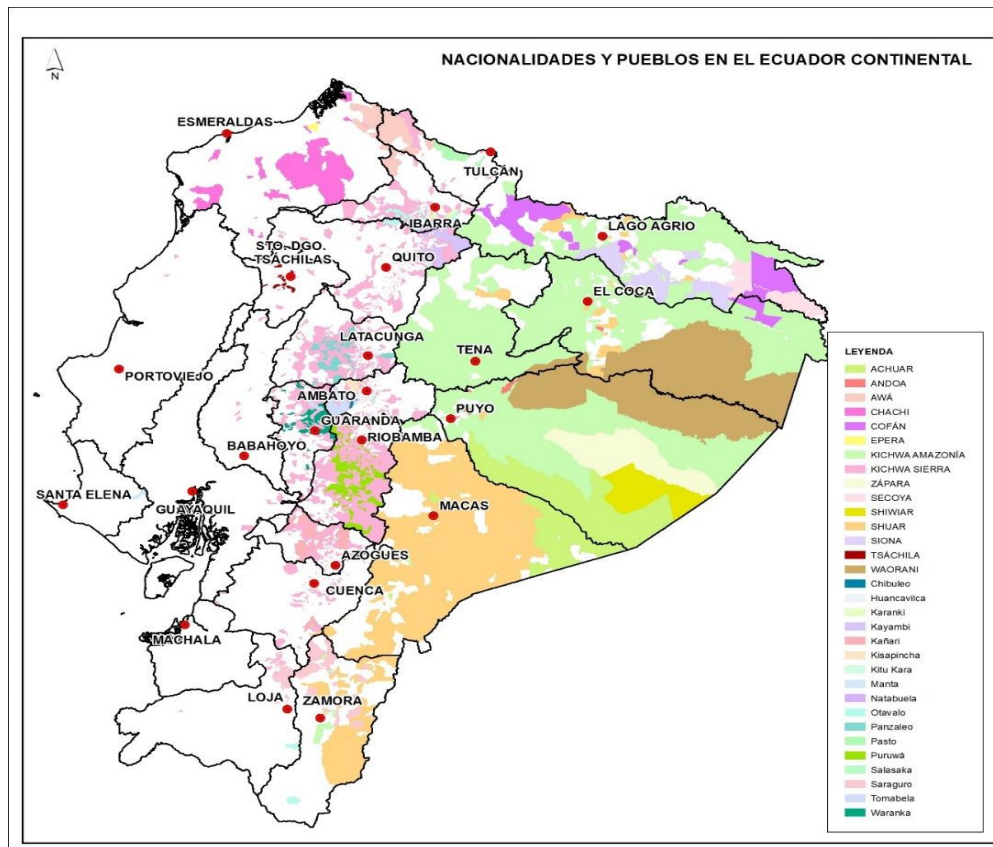 NACIONALIDADES Y PUEBLOS EN EL ECUADOR CONTINENTAL
N
ESMERALDAS
TULCÁN
IBARRA
LAGO AGRIO
STO. DGO.
TSÁCHILAS
QUITO
EL COCA
LATACUNGA
TENA
PORTOVIEJO
AMBATO
PUYO
GUARANDA
RIOBAMBA
BABAHOYO
SANTA ELENA
GUAYAQUIL
MACAS
AZOGUES
CUENCA
MACHALA
LOJA
ZAMORA
LEYENDA
ACHUAR
ANDOA
AWÁ
CHACHI
COFÁN
EPERA
KICHWA AMAZONÍA
KICHWA SIERRA
ZÁPARA
SECOYA
SHIWIAR
SHUAR
SIONA
TSÁCHILA
WAORANI
Chibuleo
Huancavilca
Karanki
Kayambi
Kañari
Kisapincha
Kitu Kara
Manta
Natabuela
Otavalo
Panzaleo
Pasto
Puruwá
Salasaka
Saraguro
Tomabela
Waranka